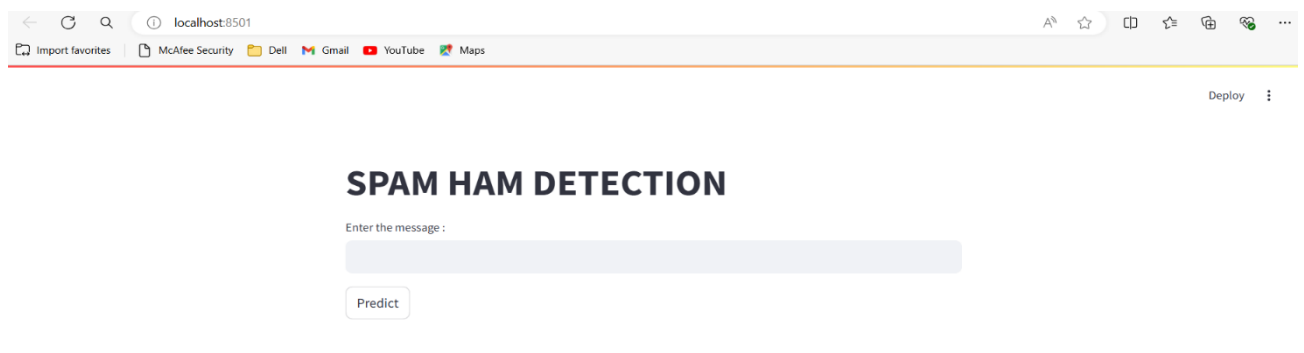 localhost:8501
Import favorites McAfee Security Dell Gmail YouTube Maps
Deploy
SPAM HAM DETECTION
Enter the message :
Predict